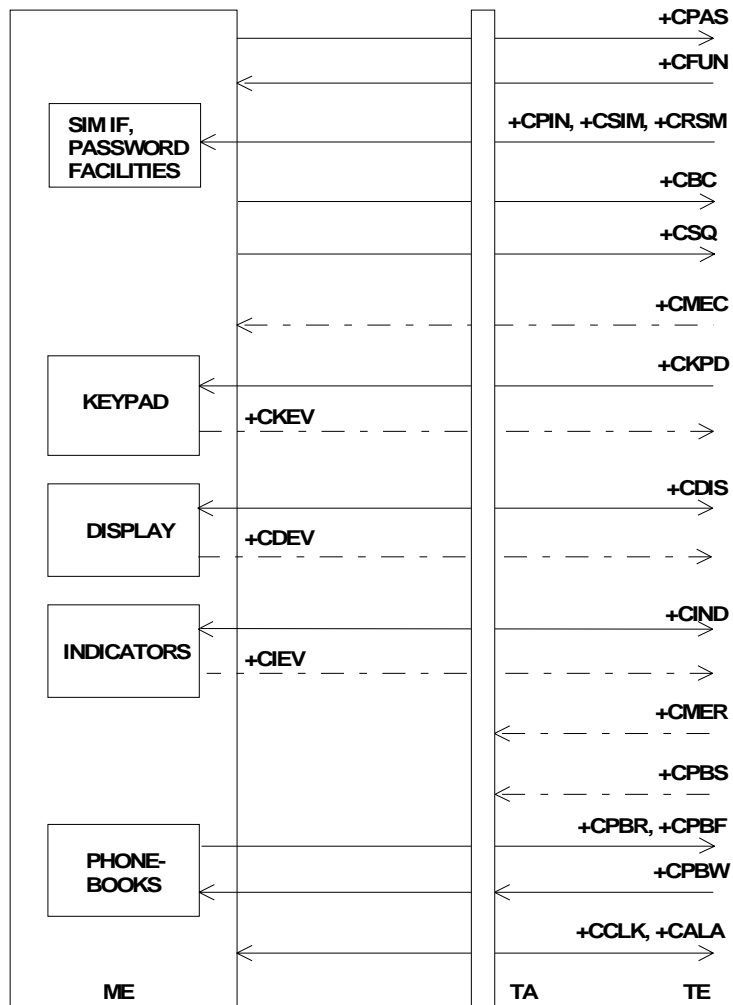 +CPAS
+CFUN
SIM IF,
PASSWORD
FACILITIES
+CPIN, +CSIM, +CRSM
+CBC
+CSQ
+CMEC
+CKPD
KEYPAD
+CKEV
+CDIS
DISPLAY
+CDEV
+CIND
INDICATORS
+CIEV
+CMER
+CPBS
+CPBR, +CPBF
PHONE-
BOOKS
+CPBW
+CCLK, +CALA
ME
TA
TE